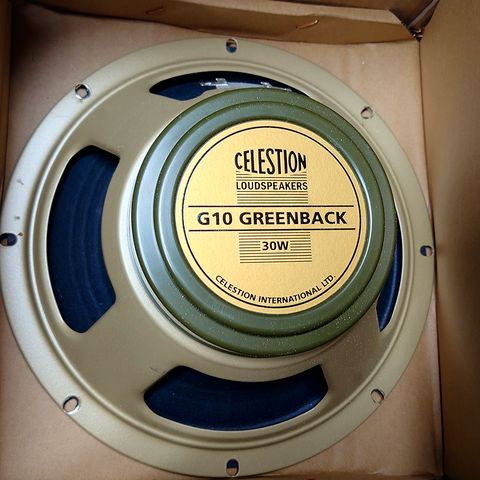 CELESTION
LOUDSPEAKERS
G10 GREENBACK
30W
CELESTION INTERNATIONAL LTD.